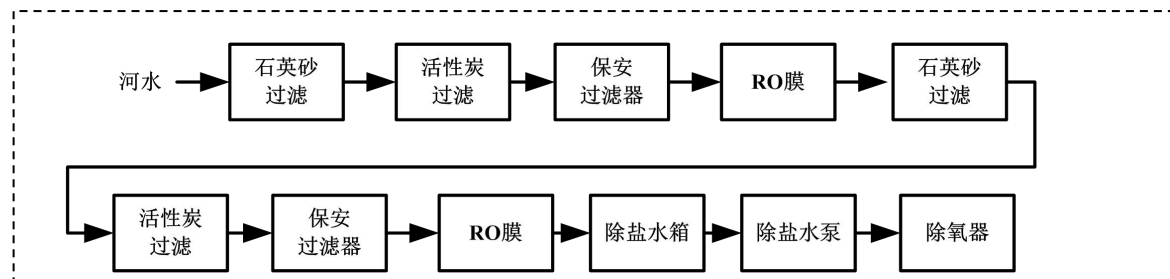 河水
石英砂
过滤
活性炭
过滤
保安
过滤器
RO膜
石英砂
过滤
活性炭
过滤
保安
过滤器
RO膜
除盐水箱
除盐水泵
除氧器